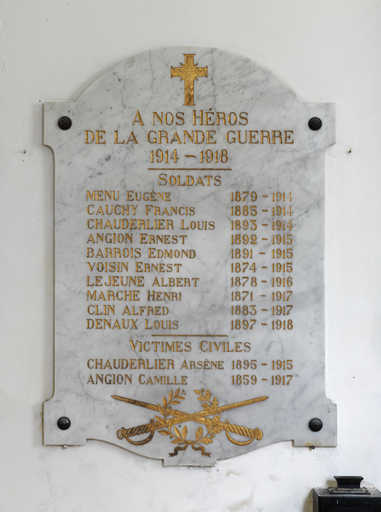 A NOS HÉROS
DE LA GRANDE GUERRE
1914 - 1918
SOLDATS
MENU EUGÈNE 1879 - 1914
CAUCHY FRANCIS 1885 - 1914
CHAUDERLIER LOUIS 1893 - 1914
ANGION ERNEST 1892 - 1915
BARROIS EDMOND 1891 - 1915
VOISIN ERNEST 1874 - 1915
LEJEUNE ALBERT 1878 - 1916
MARCHE HENRI 1871 - 1917
CLIN ALFRED 1883 - 1917
DENAUX LOUIS 1897 - 1918
VICTIMES CIVILES
CHAUDERLIER ARSÈNE 1895 - 1915
ANGION CAMILLE 1859 - 1917